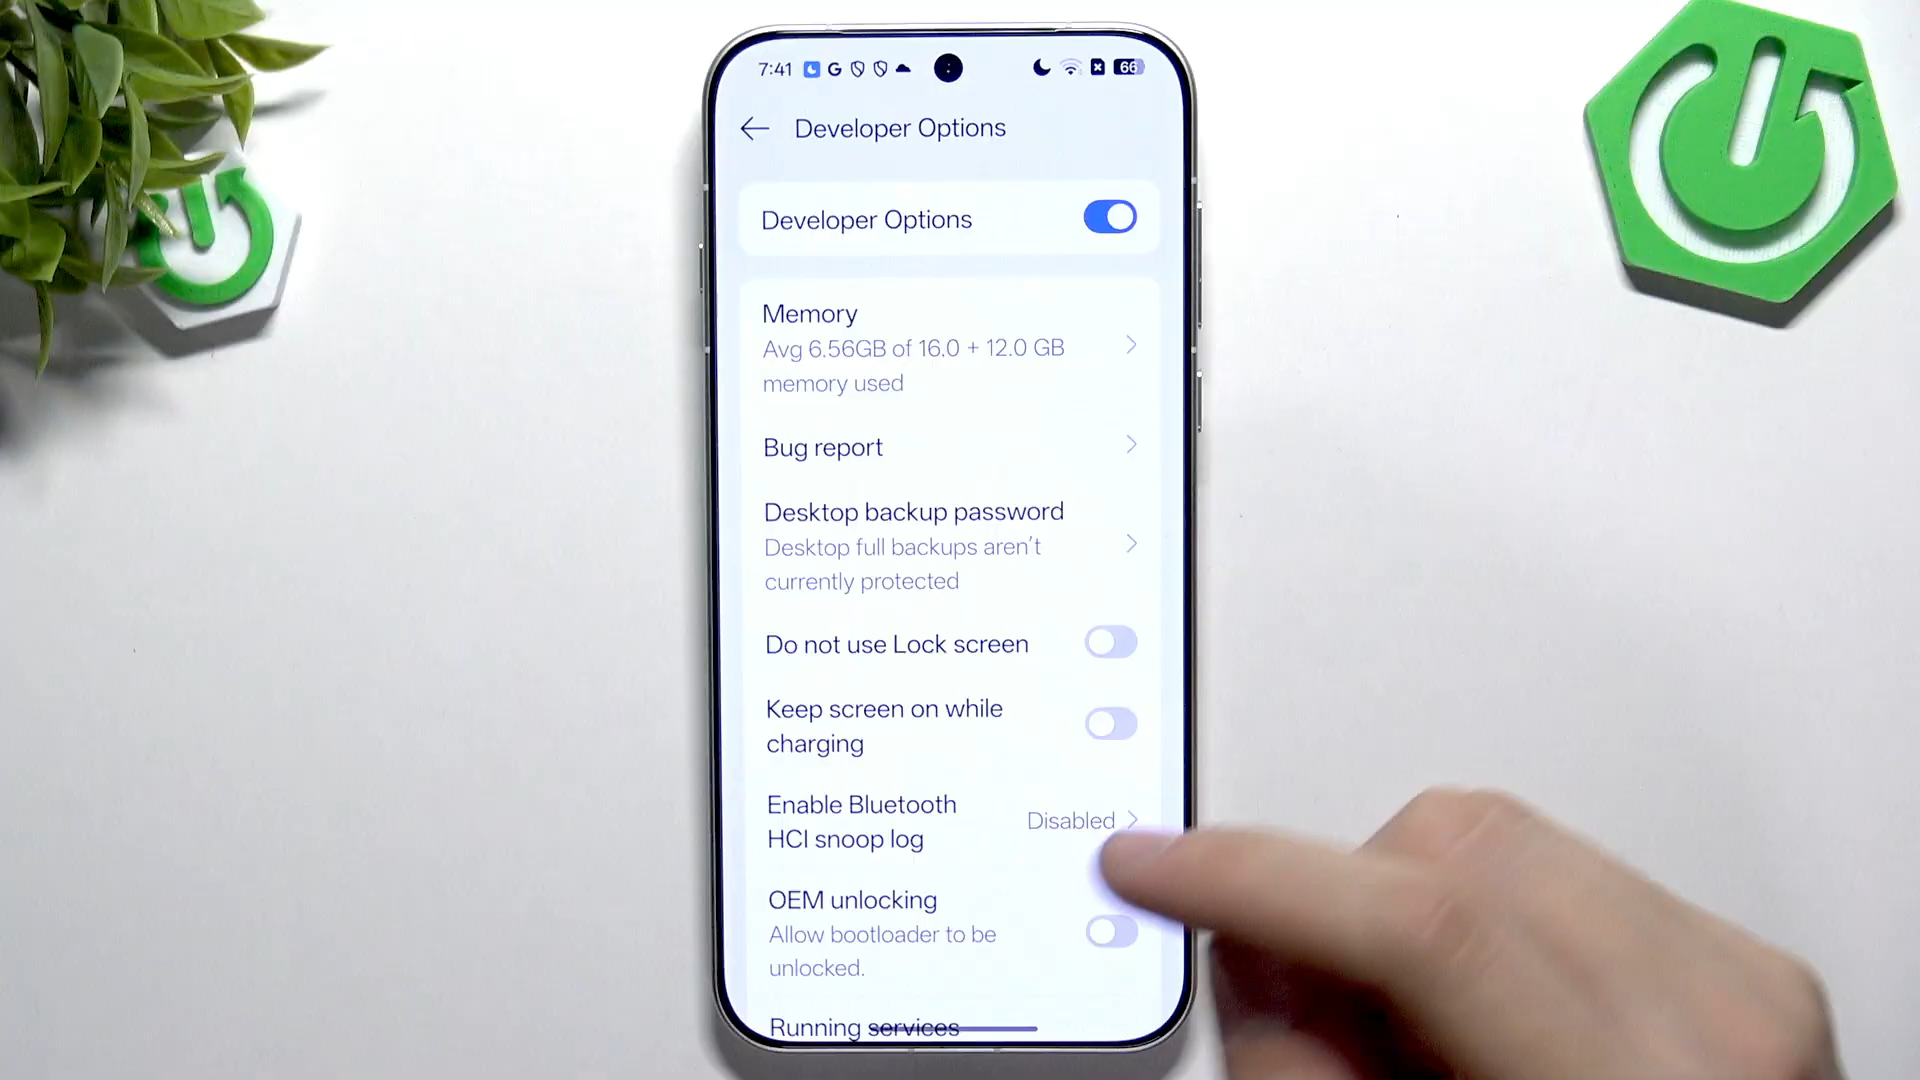 7:41 G 66
Developer Options
Developer Options
Memory
Avg 6.56GB of 16.0 + 12.0 GB
memory used
Bug report
Desktop backup password
Desktop full backups aren't
currently protected
Do not use Lock screen
Keep screen on while
charging
Enable Bluetooth
HCI snoop log
Disabled
OEM unlocking
Allow bootloader to be
unlocked.
Running services